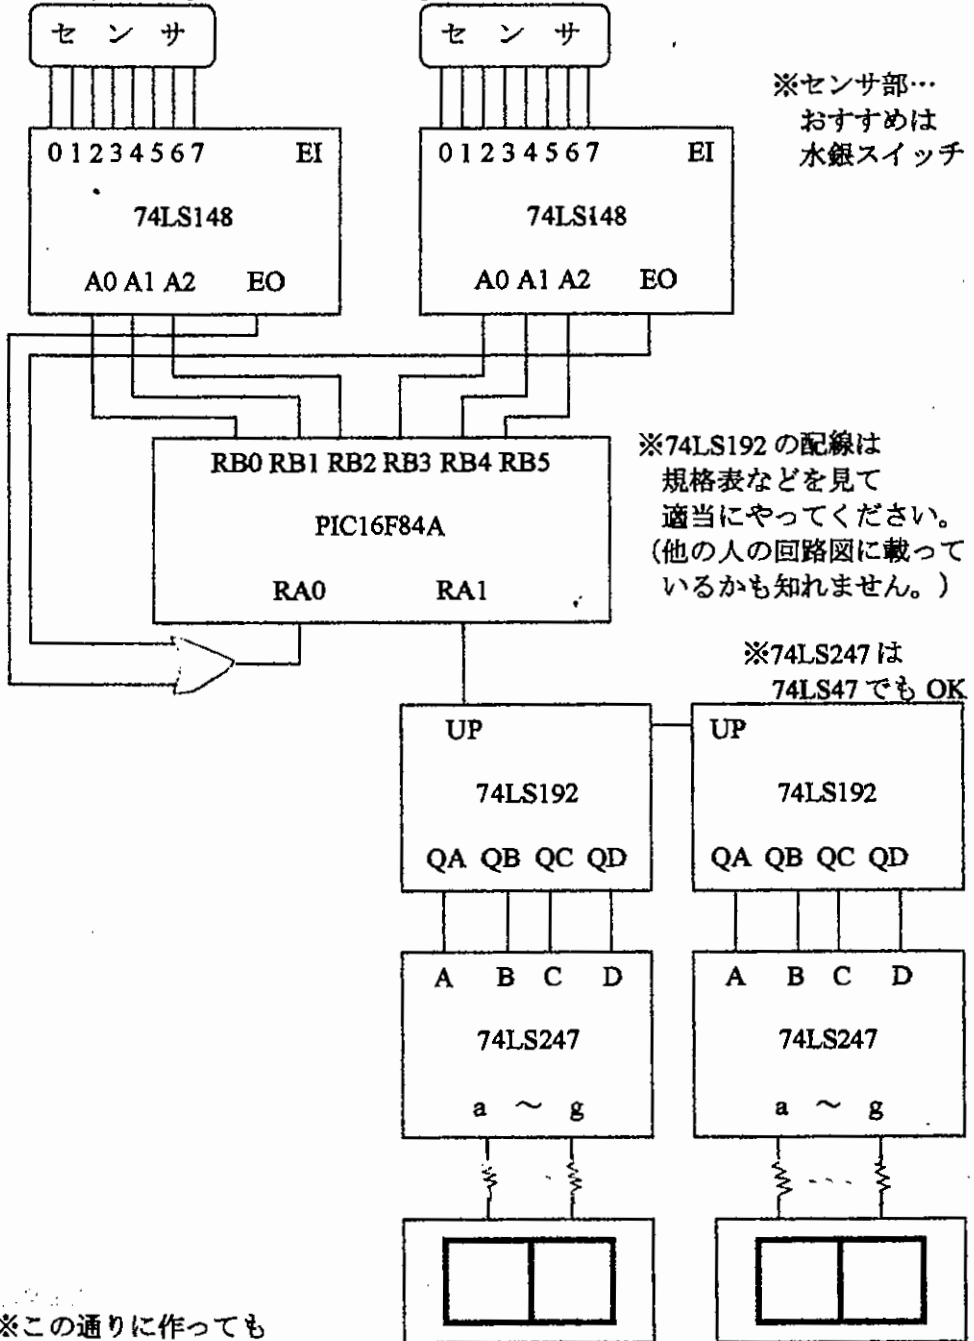 セ ン サ
セ ン サ
※センサ部…
おすすめは
水銀スイッチ
0 1 2 3 4 5 6 7 EI
74LS148
A0 A1 A2 EO
0 1 2 3 4 5 6 7 EI
74LS148
A0 A1 A2 EO
RB0 RB1 RB2 RB3 RB4 RB5
PIC16F84A
RA0 RA1
※74LS192 の配線は
規格表などを見て
適当にやってください。
(他の人の回路図に載って
いるかも知れません。)
※74LS247 は
74LS47 でも OK
UP
74LS192
QA QB QC QD
UP
74LS192
QA QB QC QD
A B C D
74LS247
a ～ g
A B C D
74LS247
a ～ g
※この通りに作っても